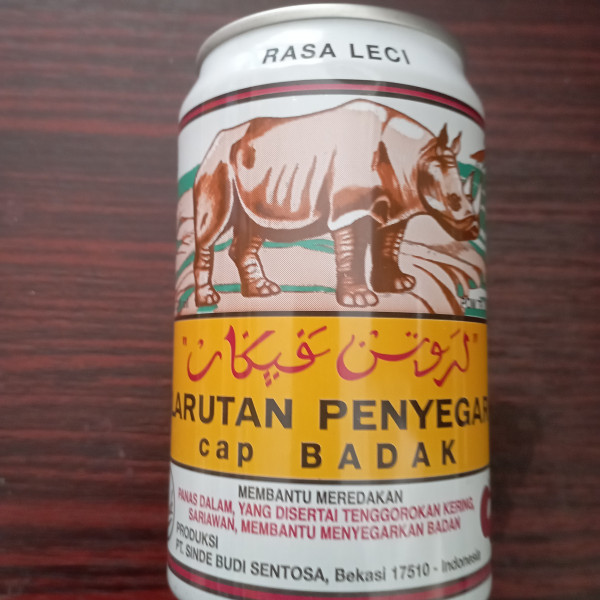 RASA LECI
"لاروتن ڤڽݢر"
LARUTAN PENYEGAR
cap BADAK
MEMBANTU MEREDAKAN
PANAS DALAM, YANG DISERTAI TENGGOROKAN KERING,
SARIAWAN, MEMBANTU MENYEGARKAN BADAN
PRODUKSI
PT. SINDE BUDI SENTOSA, Bekasi 17510 - Indonesia